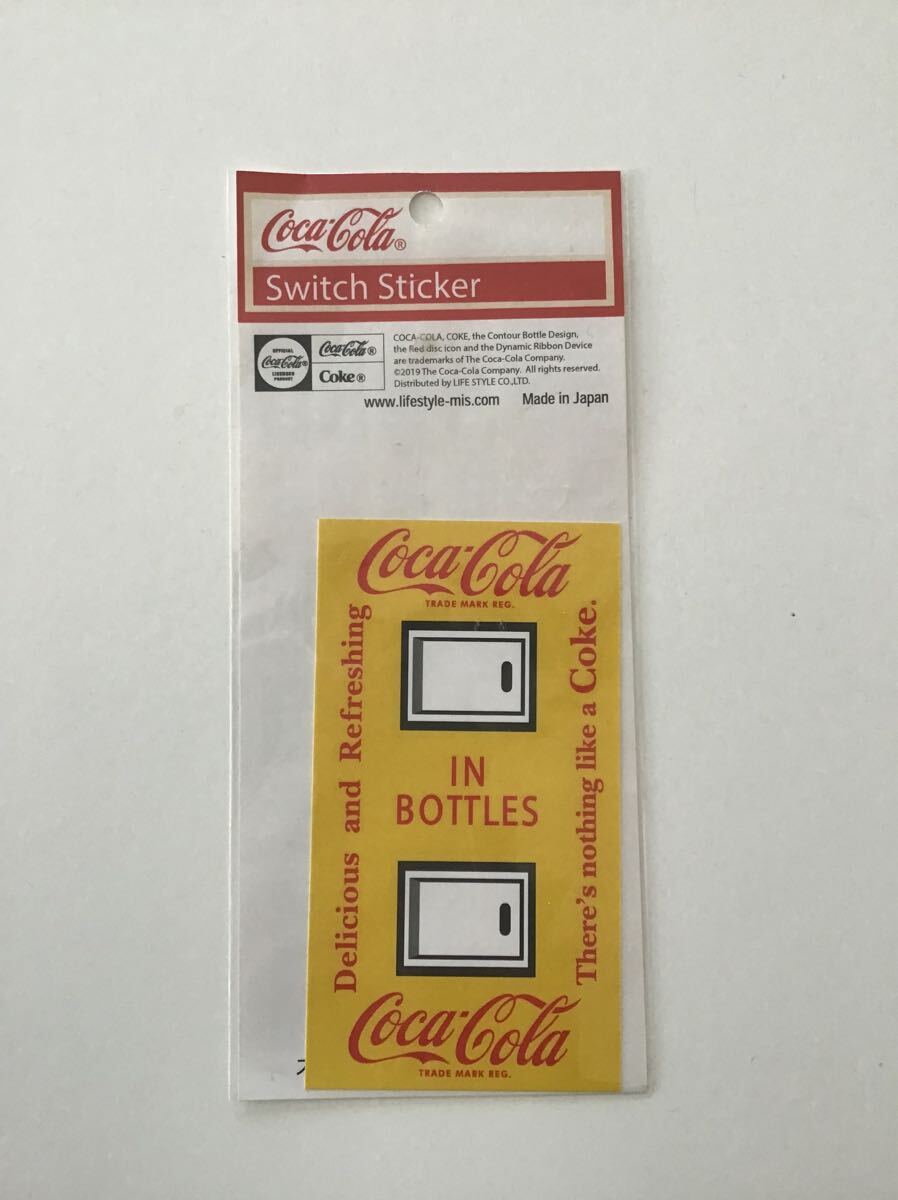 Coca-Cola®
Switch Sticker
OFFICIAL
Coca-Cola®
LICENSED
PRODUCT
Coca-Cola®
Coke®
COCA-COLA, COKE, the Contour Bottle Design,
the Red disc icon and the Dynamic Ribbon Device
are trademarks of The Coca-Cola Company.
©2019 The Coca-Cola Company. All rights reserved.
Distributed by LIFE STYLE CO.,LTD.
www.lifestyle-mis.com Made in Japan
Coca-Cola
TRADE MARK REG.
Delicious and Refreshing
IN
BOTTLES
There's nothing like a Coke.
Coca-Cola
TRADE MARK REG.